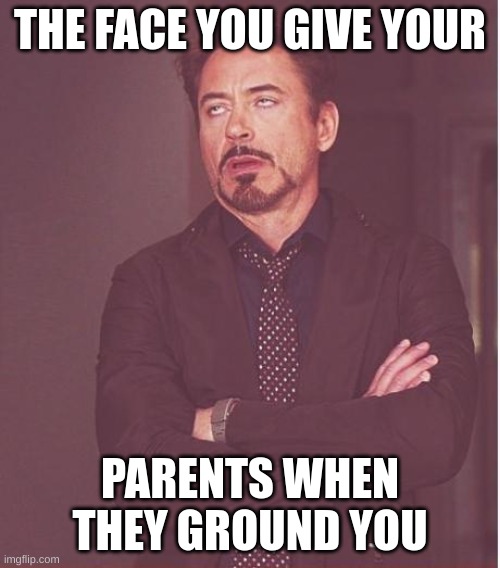 THE FACE YOU GIVE YOUR
PARENTS WHEN
THEY GROUND YOU
imgflip.com